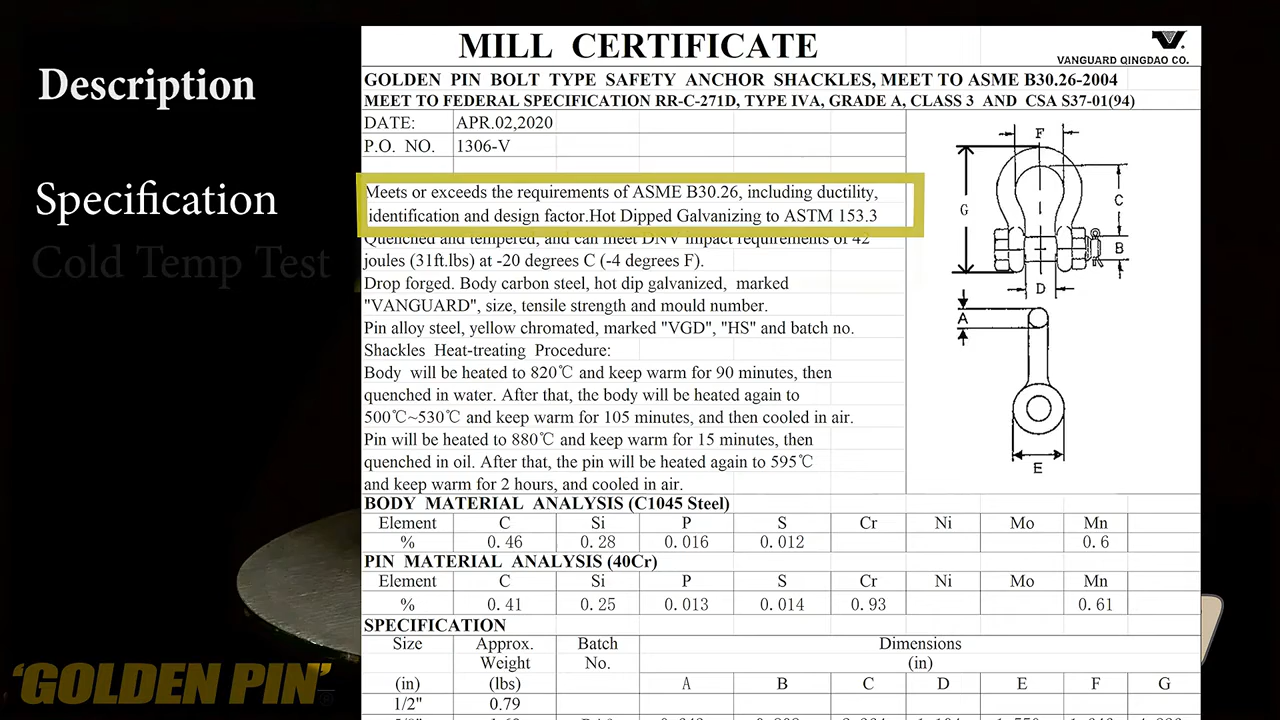 Description
Specification
Cold Temp Test
'GOLDEN PIN'
MILL CERTIFICATE
VANGUARD QINGDAO CO.
GOLDEN PIN BOLT TYPE SAFETY ANCHOR SHACKLES, MEET TO ASME B30.26-2004
MEET TO FEDERAL SPECIFICATION RR-C-271D, TYPE IVA, GRADE A, CLASS 3 AND CSA S37-01(94)
DATE: APR.02,2020
P.O. NO. 1306-V
Meets or exceeds the requirements of ASME B30.26, including ductility,
identification and design factor.Hot Dipped Galvanizing to ASTM 153.3
Quenched and tempered, and can meet DNV impact requirements of 42
joules (31ft.lbs) at -20 degrees C (-4 degrees F).
Drop forged. Body carbon steel, hot dip galvanized, marked
"VANGUARD", size, tensile strength and mould number.
Pin alloy steel, yellow chromated, marked "VGD", "HS" and batch no.
Shackles Heat-treating Procedure:
Body will be heated to 820℃ and keep warm for 90 minutes, then
quenched in water. After that, the body will be heated again to
500℃~530℃ and keep warm for 105 minutes, and then cooled in air.
Pin will be heated to 880℃ and keep warm for 15 minutes, then
quenched in oil. After that, the pin will be heated again to 595℃
and keep warm for 2 hours, and cooled in air.
F
C
G
B
D
A
E
BODY MATERIAL ANALYSIS (C1045 Steel)
Element C Si P S Cr Ni Mo Mn
% 0.46 0.28 0.016 0.012 0.6
PIN MATERIAL ANALYSIS (40Cr)
Element C Si P S Cr Ni Mo Mn
% 0.41 0.25 0.013 0.014 0.93 0.61
SPECIFICATION
Size Approx. Batch Dimensions
Weight No. (in)
(in) (lbs) A B C D E F G
1/2" 0.79